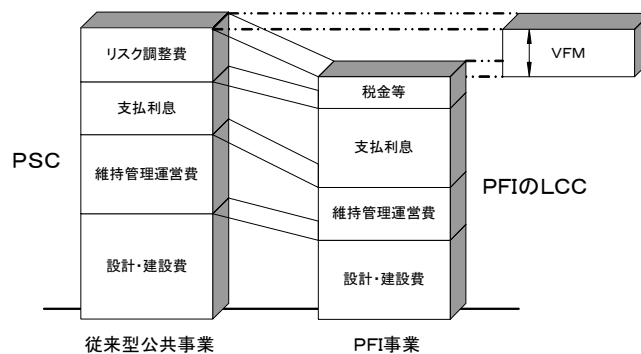 リスク調整費
支払利息
維持管理運営費
設計・建設費
PSC
従来型公共事業
税金等
支払利息
維持管理運営費
設計・建設費
PFIのLCC
PFI事業
VFM